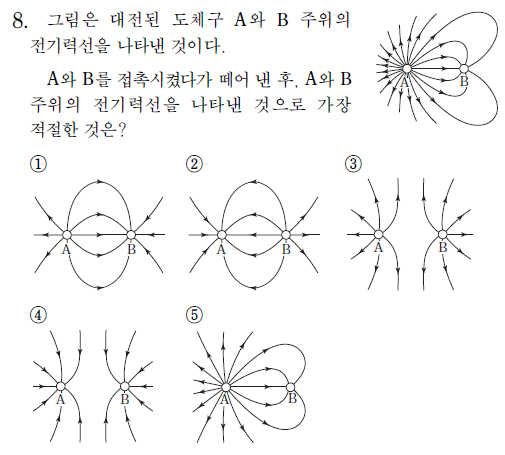 8. 그림은 대전된 도체구 A와 B 주위의
전기력선을 나타낸 것이다.
A와 B를 접촉시켰다가 떼어 낸 후, A와 B
주위의 전기력선을 나타낸 것으로 가장
적절한 것은?
A B
① ② ③
A B A B A B
④ ⑤
A B A B